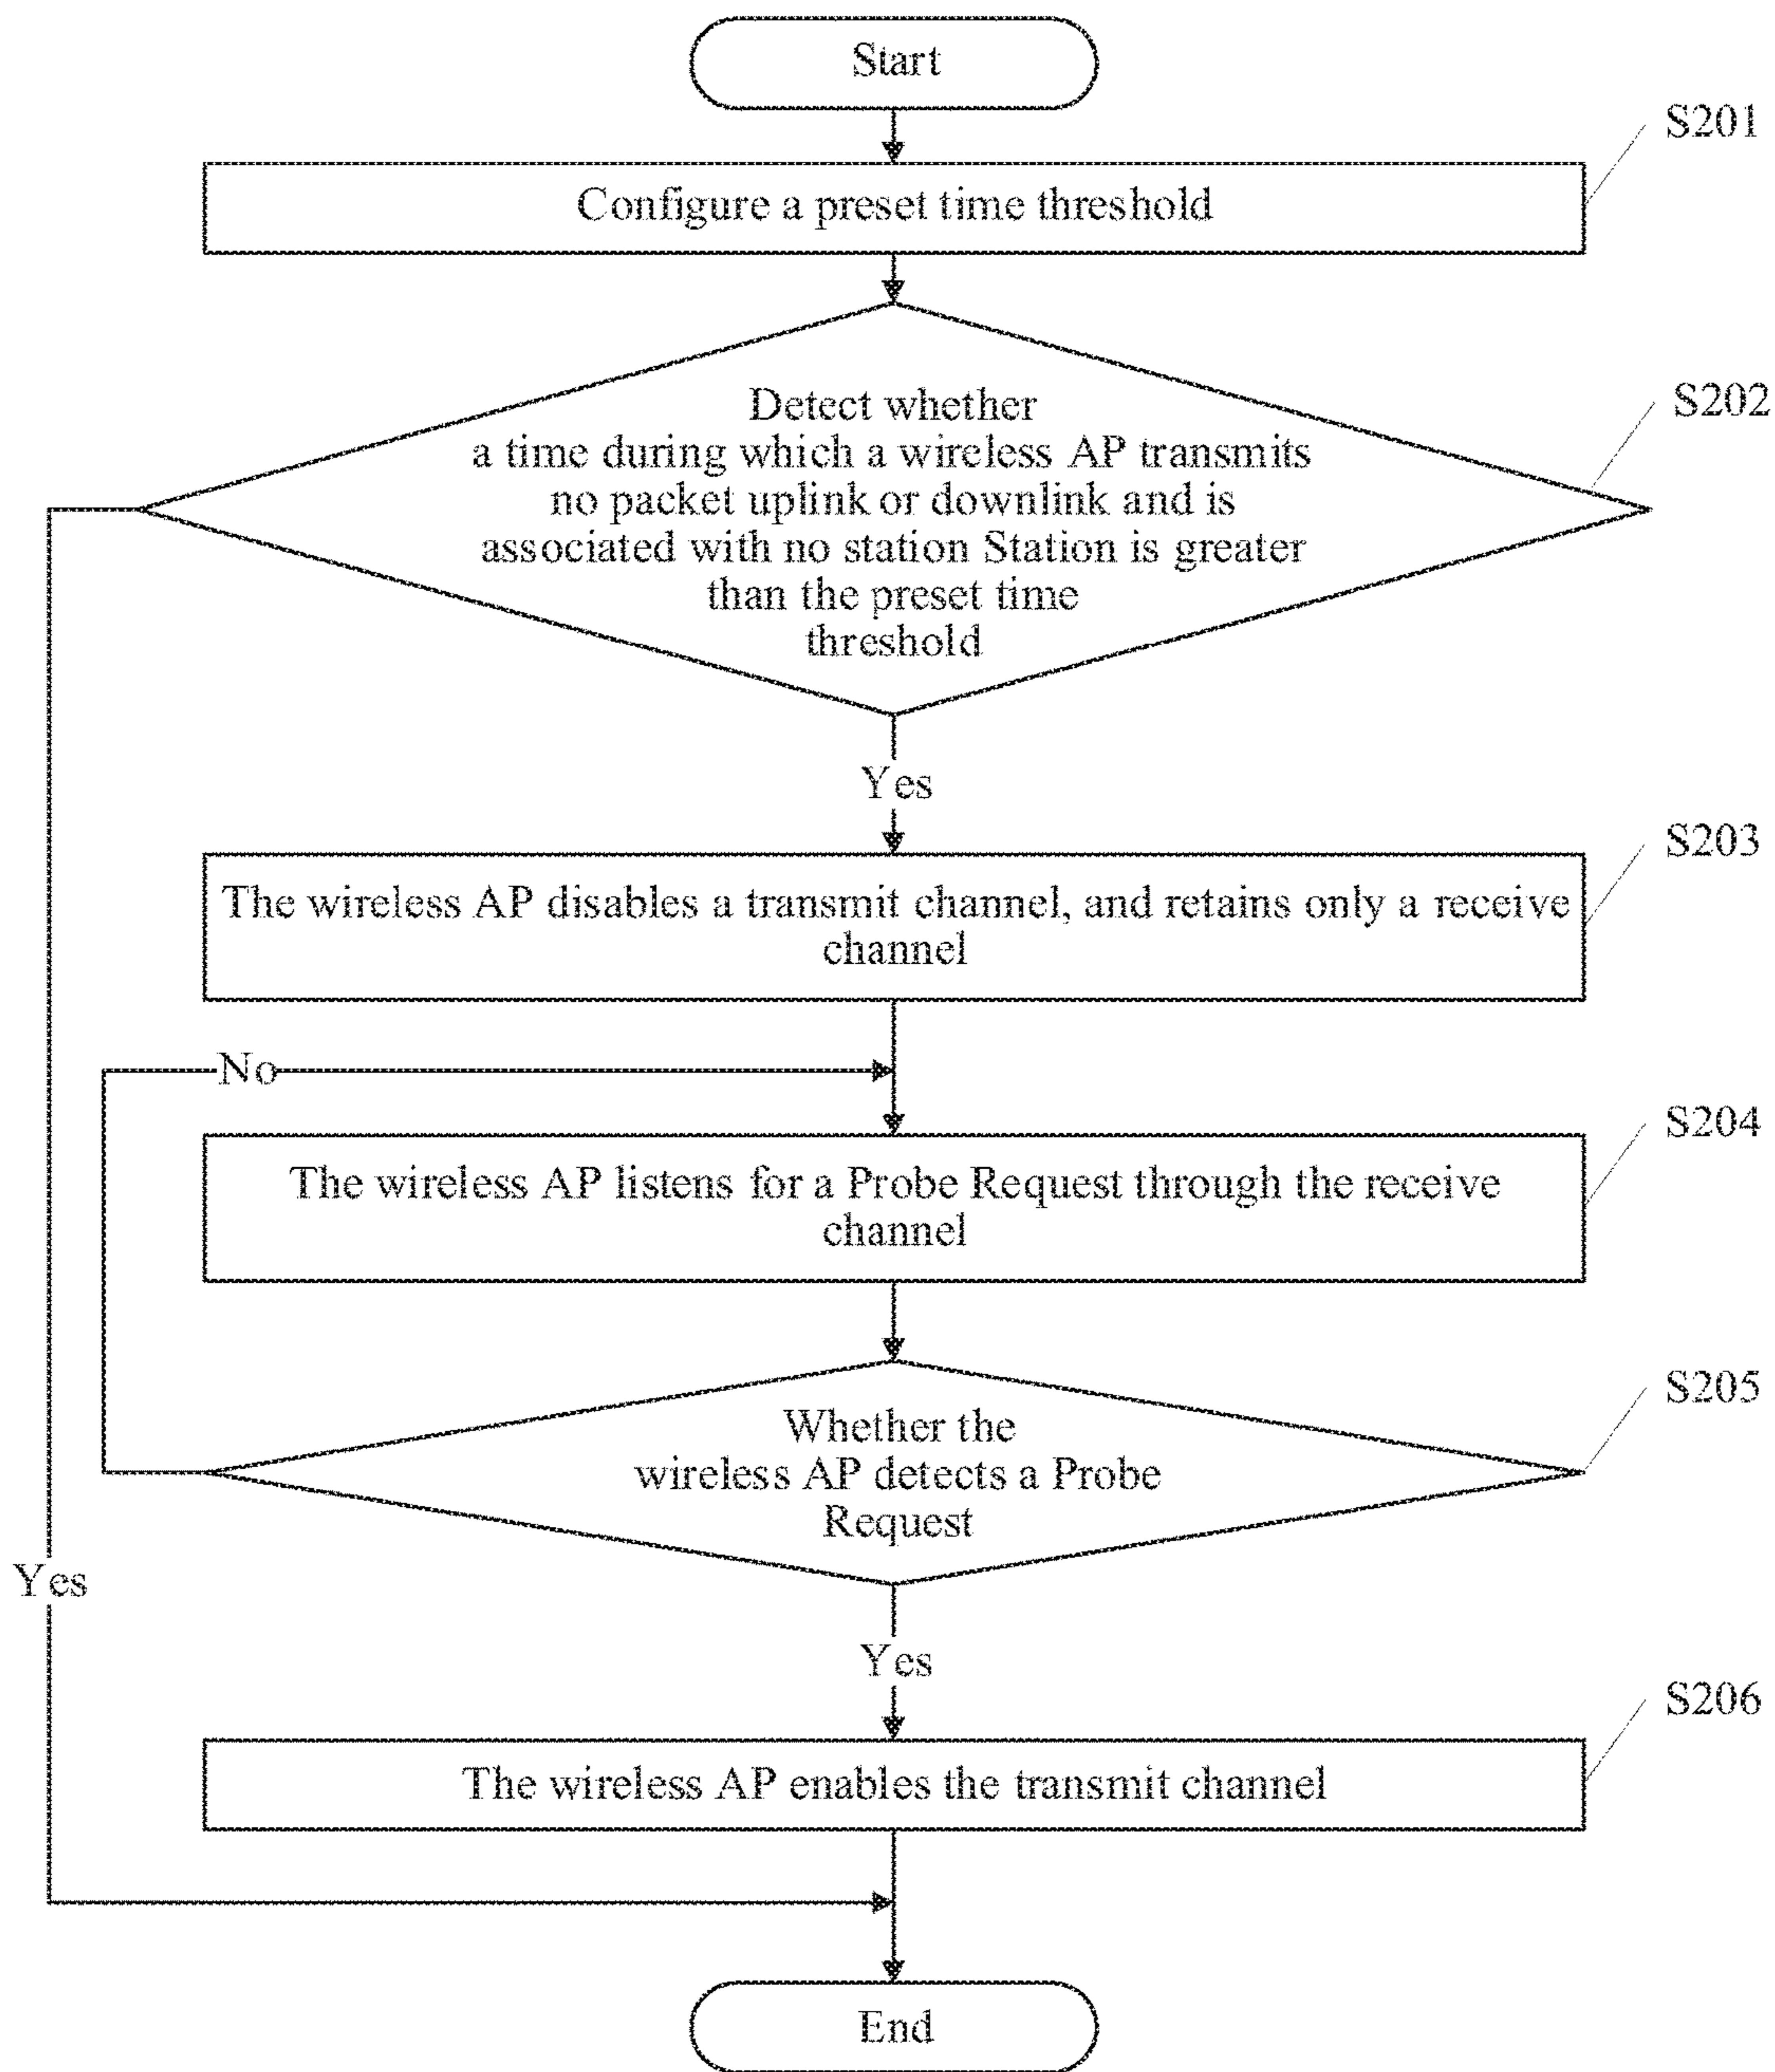 Start
S201
Configure a preset time threshold
S202
Detect whether
a time during which a wireless AP transmits
no packet uplink or downlink and is
associated with no station Station is greater
than the preset time
threshold
Yes
S203
The wireless AP disables a transmit channel, and retains only a receive
channel
No
S204
The wireless AP listens for a Probe Request through the receive
channel
S205
Whether the
wireless AP detects a Probe
Request
Yes
Yes
S206
The wireless AP enables the transmit channel
End